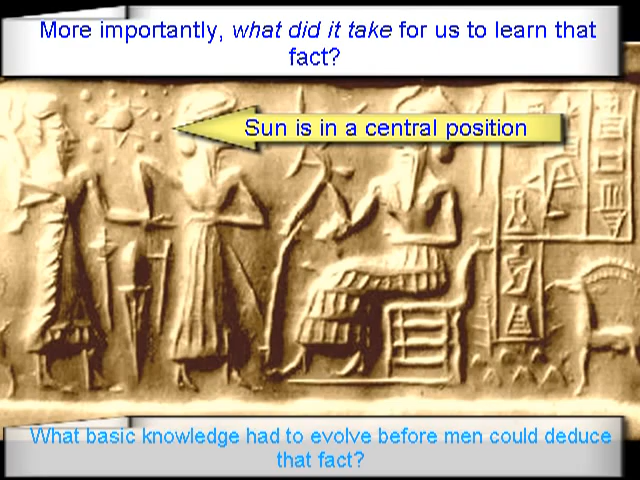 More importantly, what did it take for us to learn that
fact?
Sun is in a central position
What basic knowledge had to evolve before men could deduce
that fact?